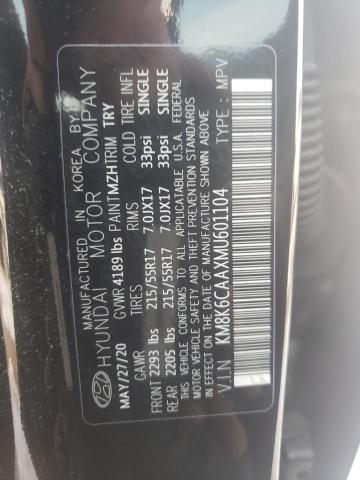 MANUFACTURED IN KOREA BY
HYUNDAI MOTOR COMPANY
MAY/27/20 GVWR 4189 lbs PAINT MZH TRIM TRY
GAWR TIRES RIMS COLD TIRE INFL
FRONT 2293 lbs 215/55R17 7.0JX17 33psi SINGLE
REAR 2205 lbs 215/55R17 7.0JX17 33psi SINGLE
THIS VEHICLE CONFORMS TO ALL APPLICABLE U.S.A. FEDERAL
MOTOR VEHICLE SAFETY AND THEFT PREVENTION STANDARDS
IN EFFECT ON THE DATE OF MANUFACTURE SHOWN ABOVE.
V.I.N KM8K6CAAXMU601104 TYPE : MPV